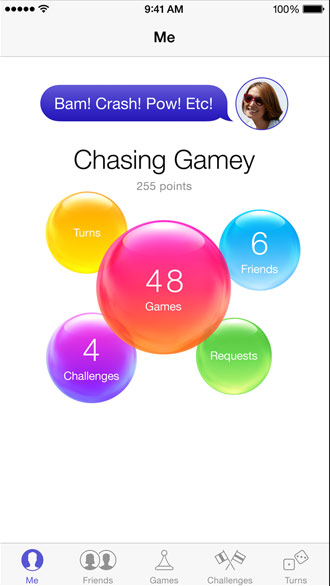 9:41 AM
100%
Me
Bam! Crash! Pow! Etc!
Chasing Gamey
255 points
Turns
6
Friends
48
Games
4
Challenges
Requests
Me
Friends
Games
Challenges
Turns